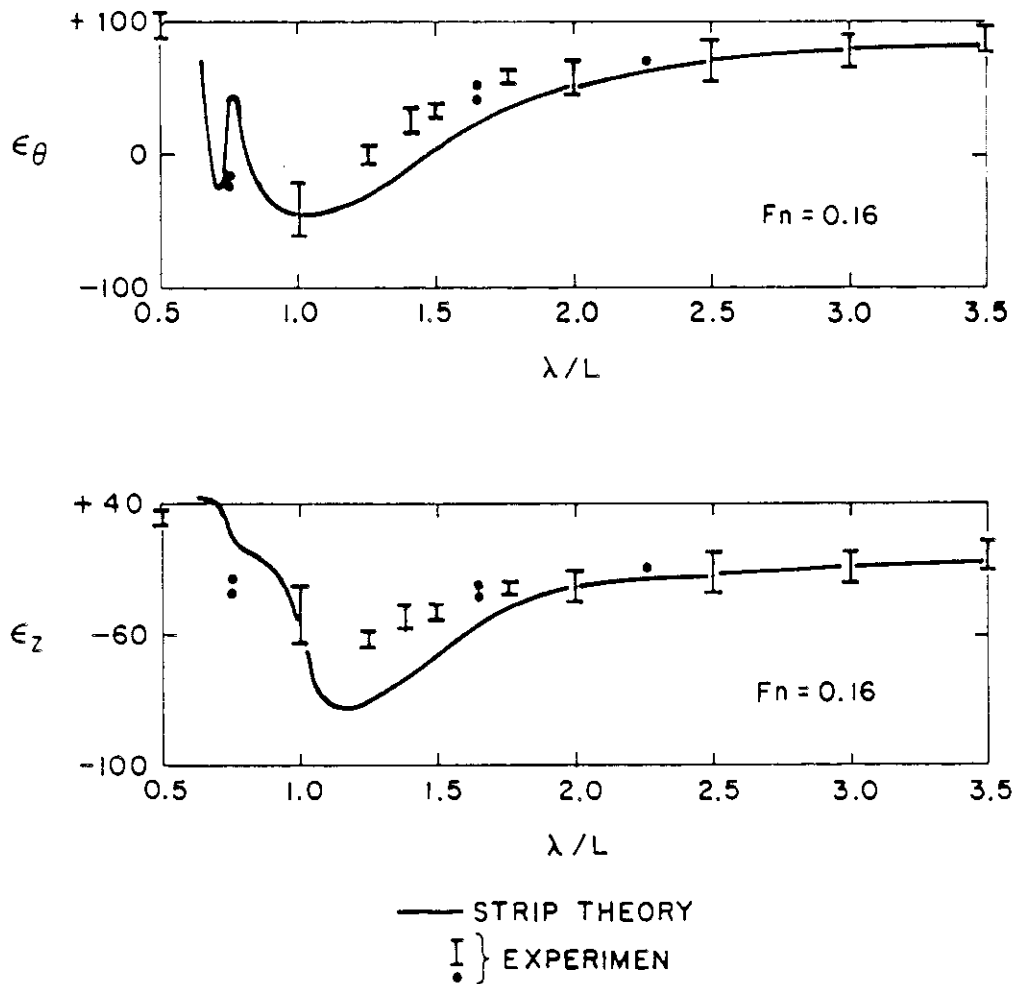 + 100
ϵθ
0
Fn = 0.16
-100
0.5 1.0 1.5 2.0 2.5 3.0 3.5
λ/L
+ 40
ϵz
-60
Fn = 0.16
-100
0.5 1.0 1.5 2.0 2.5 3.0 3.5
λ/L
STRIP THEORY
} EXPERIMEN